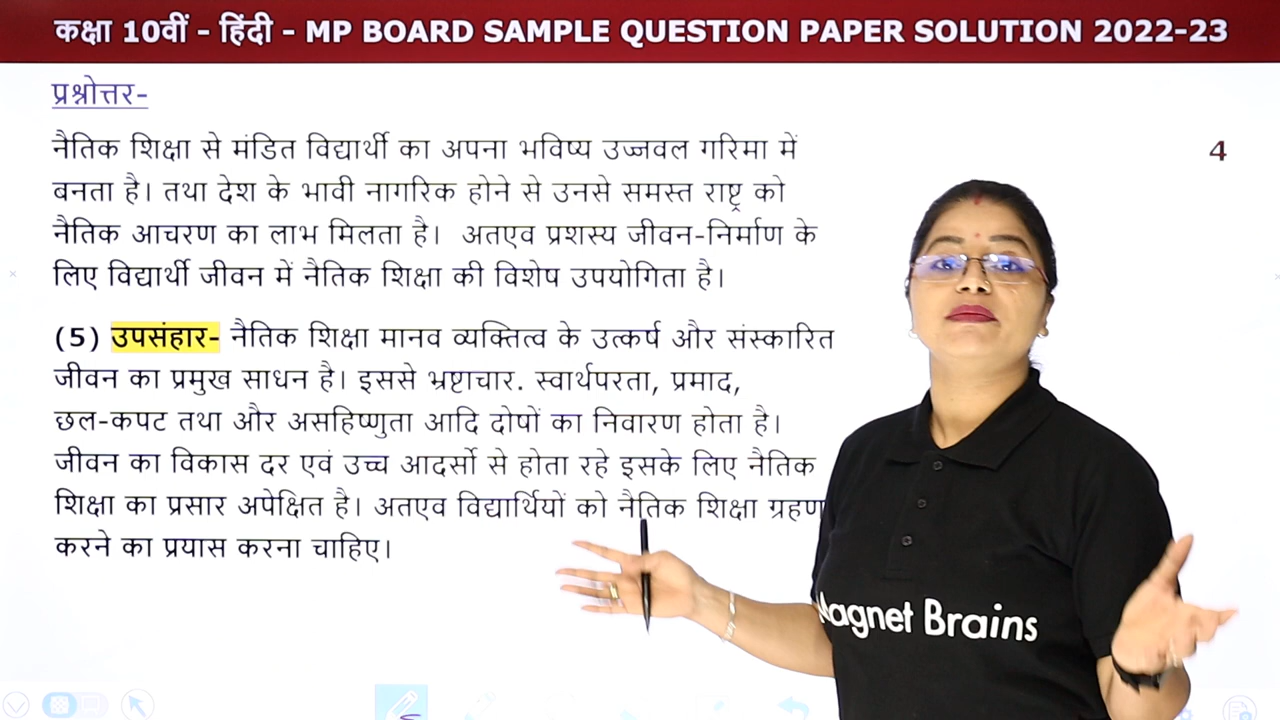 कक्षा 10वीं - हिंदी - MP BOARD SAMPLE QUESTION PAPER SOLUTION 2022-23
प्रश्नोत्तर-
नैतिक शिक्षा से मंडित विद्यार्थी का अपना भविष्य उज्जवल गरिमा में
बनता है। तथा देश के भावी नागरिक होने से उनसे समस्त राष्ट्र को
नैतिक आचरण का लाभ मिलता है। अतएव प्रशस्य जीवन-निर्माण के
लिए विद्यार्थी जीवन में नैतिक शिक्षा की विशेष उपयोगिता है।
4
(5) उपसंहार- नैतिक शिक्षा मानव व्यक्तित्व के उत्कर्ष और संस्कारित
जीवन का प्रमुख साधन है। इससे भ्रष्टाचार. स्वार्थपरता, प्रमाद,
छल-कपट तथा और असहिष्णुता आदि दोषों का निवारण होता है।
जीवन का विकास दर एवं उच्च आदर्सो से होता रहे इसके लिए नैतिक
शिक्षा का प्रसार अपेक्षित है। अतएव विद्यार्थियों को नैतिक शिक्षा ग्रहण
करने का प्रयास करना चाहिए।
Magnet Brains